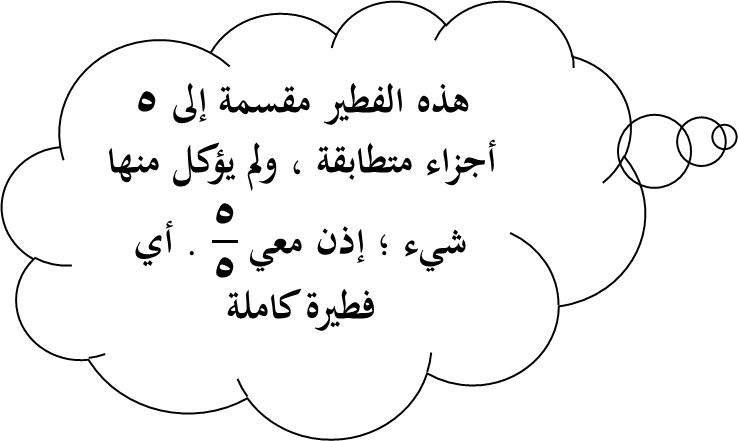 هذه الفطير مقسمة إلى ٥
أجزاء متطابقة ، ولم يؤكل منها
شيء ؛ إذن معي ٥/٥ . أي
فطيرة كاملة